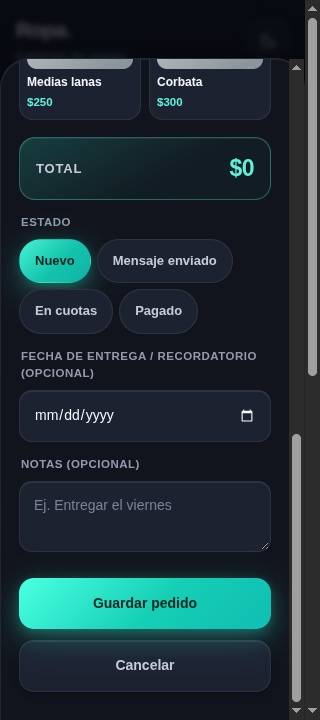 Ropa.
Medias lanas
Corbata
$250
$300
TOTAL
$0
ESTADO
Nuevo
Mensaje enviado
En cuotas
Pagado
FECHA DE ENTREGA / RECORDATORIO
(OPCIONAL)
mm/dd/yyyy
NOTAS (OPCIONAL)
Ej. Entregar el viernes
Guardar pedido
Cancelar